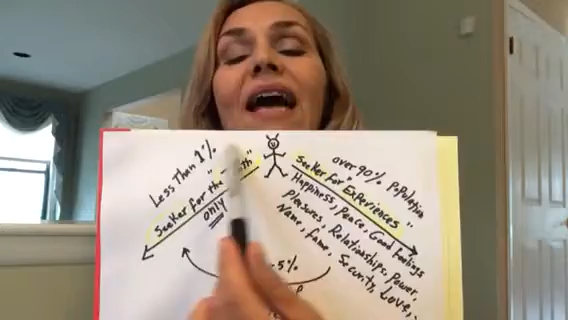 Less Than 1%
Seeker for the
only
over 90% Population
Seeker for "Experiences"
Happiness, Peace, Good Feelings
Pleasures, Relationships, Power,
Name, Fame, Security, Love,
5%